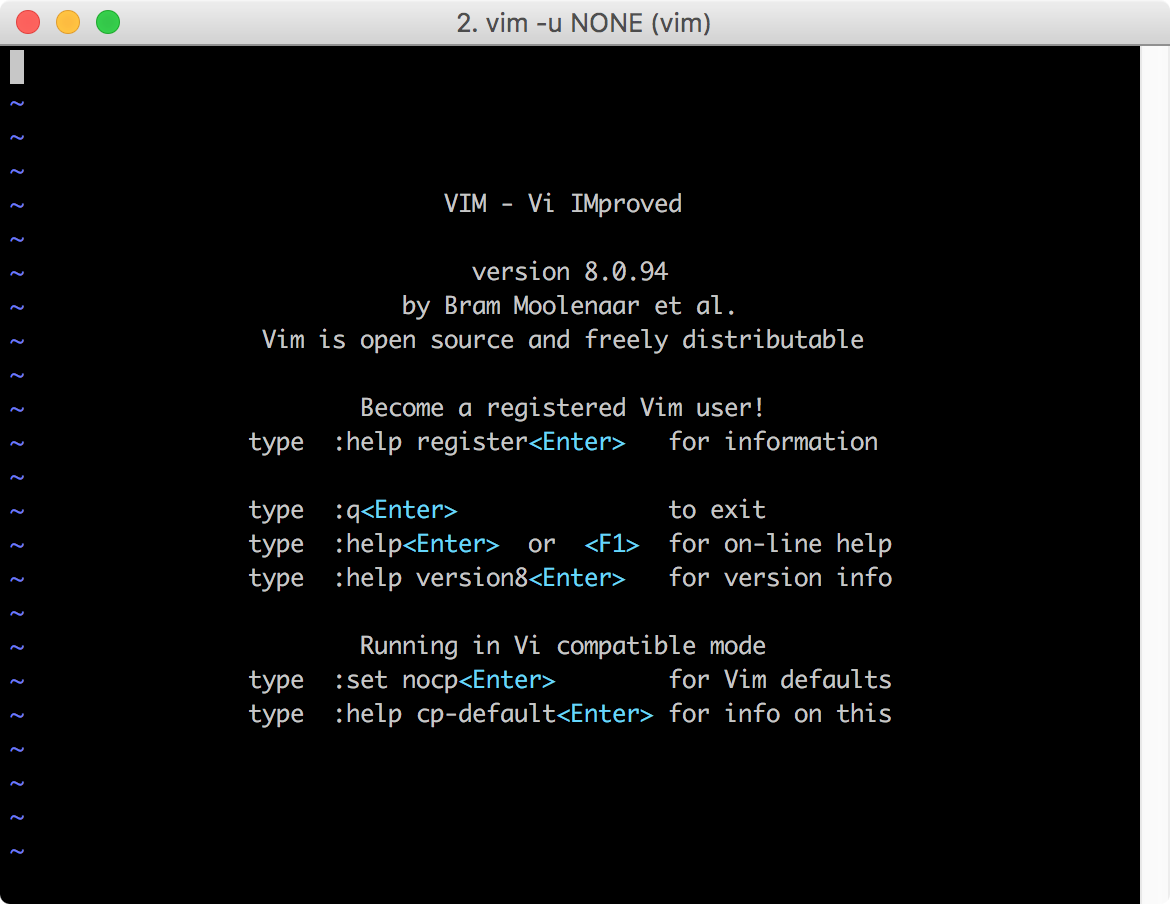 2. vim -u NONE (vim)
~
~
~
~ VIM - Vi IMproved
~
~ version 8.0.94
~ by Bram Moolenaar et al.
~ Vim is open source and freely distributable
~
~ Become a registered Vim user!
~ type  :help register<Enter>   for information
~
~ type  :q<Enter>               to exit
~ type  :help<Enter>  or  <F1>  for on-line help
~ type  :help version8<Enter>   for version info
~
~ Running in Vi compatible mode
~ type  :set nocp<Enter>        for Vim defaults
~ type  :help cp-default<Enter> for info on this
~
~
~
~